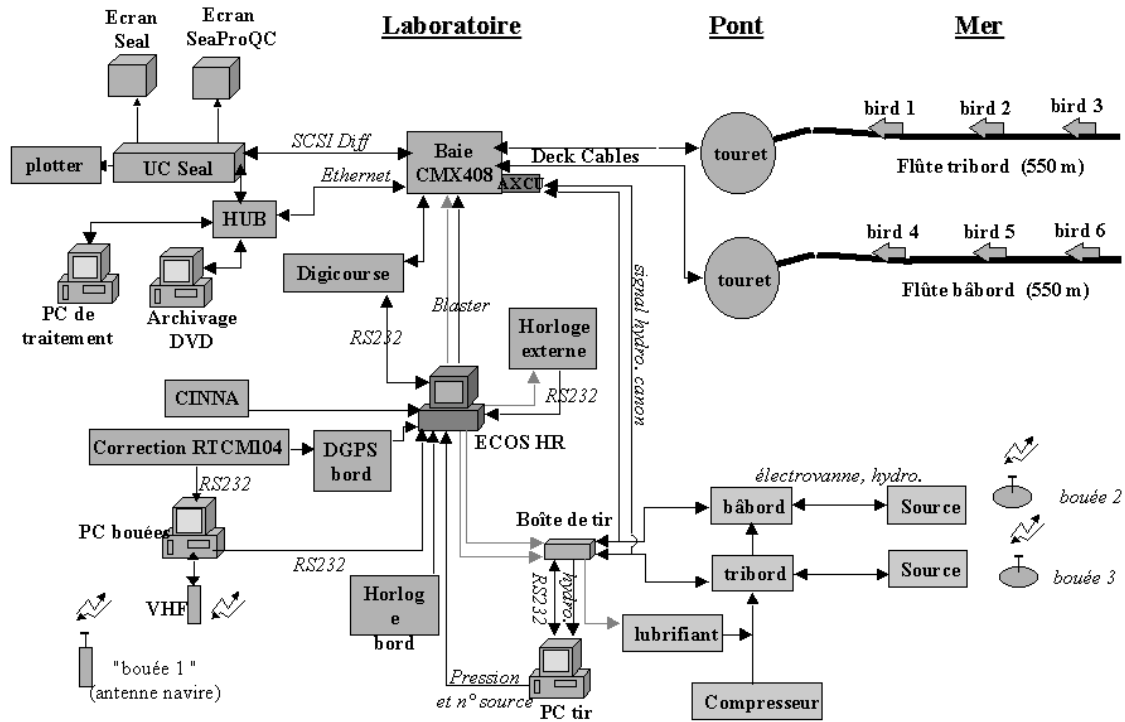 Ecran
Seal
Ecran
SeaProQC
Laboratoire
Pont
Mer
plotter
UC Seal
SCSI Diff
Baie
CMX408
AXCU
Deck Cables
touret
bird 1
bird 2
bird 3
Flûte tribord (550 m)
Ethernet
HUB
PC de
traitement
Archivage
DVD
Digicourse
RS232
Blaster
Horloge
externe
RS232
signal hydro. canon
touret
bird 4
bird 5
bird 6
Flûte bâbord (550 m)
CINNA
ECOS HR
Correction RTCM104
DGPS
bord
RS232
PC bouées
RS232
VHF
"bouée 1 "
(antenne navire)
Horlog
e
bord
Boîte de tir
RS232
hydro.
Pression
et n° source
PC tir
lubrifiant
Compresseur
électrovanne, hydro.
bâbord
Source
bouée 2
tribord
Source
bouée 3